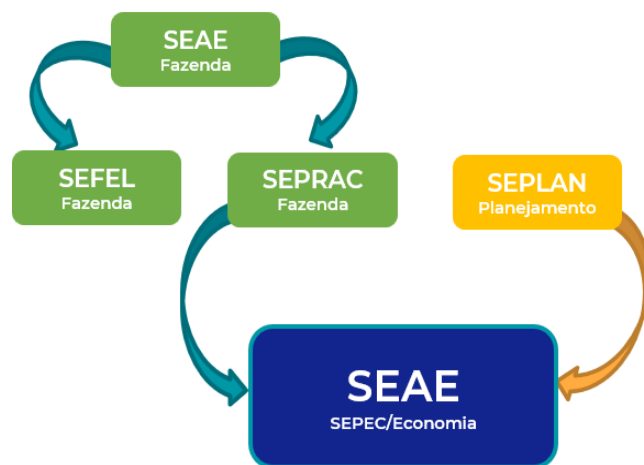 SEAE
Fazenda
SEFEL
Fazenda
SEPRAC
Fazenda
SEPLAN
Planejamento
SEAE
SEPEC/Economia